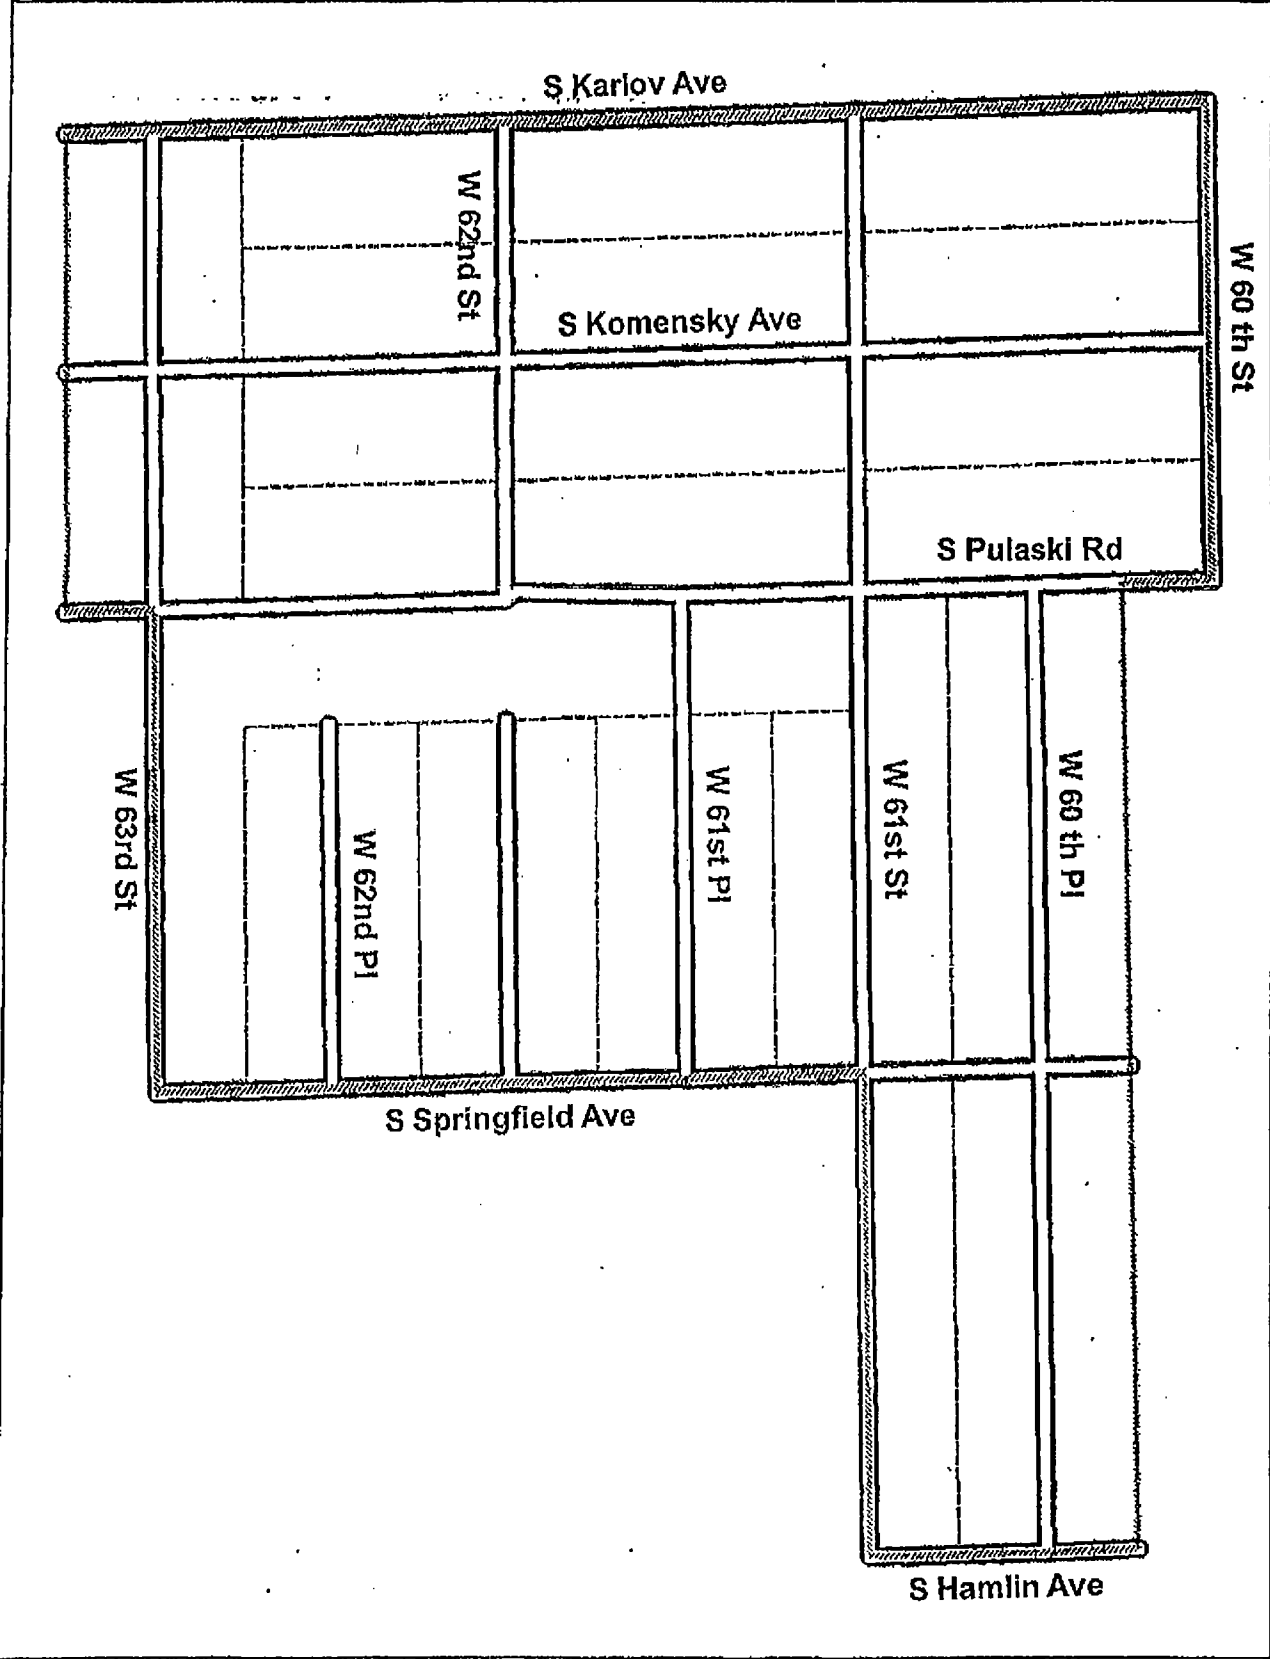 S Karlov Ave
W 62nd St
W 60 th St
S Komensky Ave
S Pulaski Rd
W 63rd St
W 62nd Pl
W 61st Pl
W 61st St
W 60 th Pl
S Springfield Ave
S Hamlin Ave